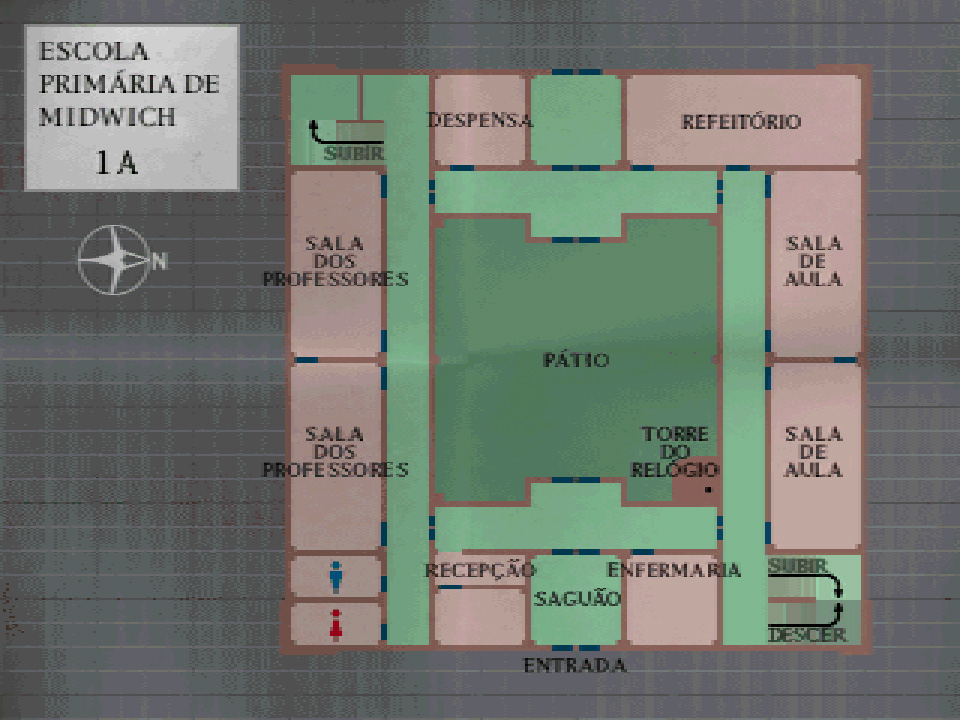 ESCOLA
PRIMÁRIA DE
MIDWICH
1A
N
DESPENSA
REFEITÓRIO
SUBIR
SALA
DOS
PROFESSORES
SALA
DE
AULA
PÁTIO
SALA
DOS
PROFESSORES
TORRE
DO
RELÓGIO
SALA
DE
AULA
RECEPÇÃO
SAGUÃO
ENFERMARIA
SUBIR
DESCER
ENTRADA